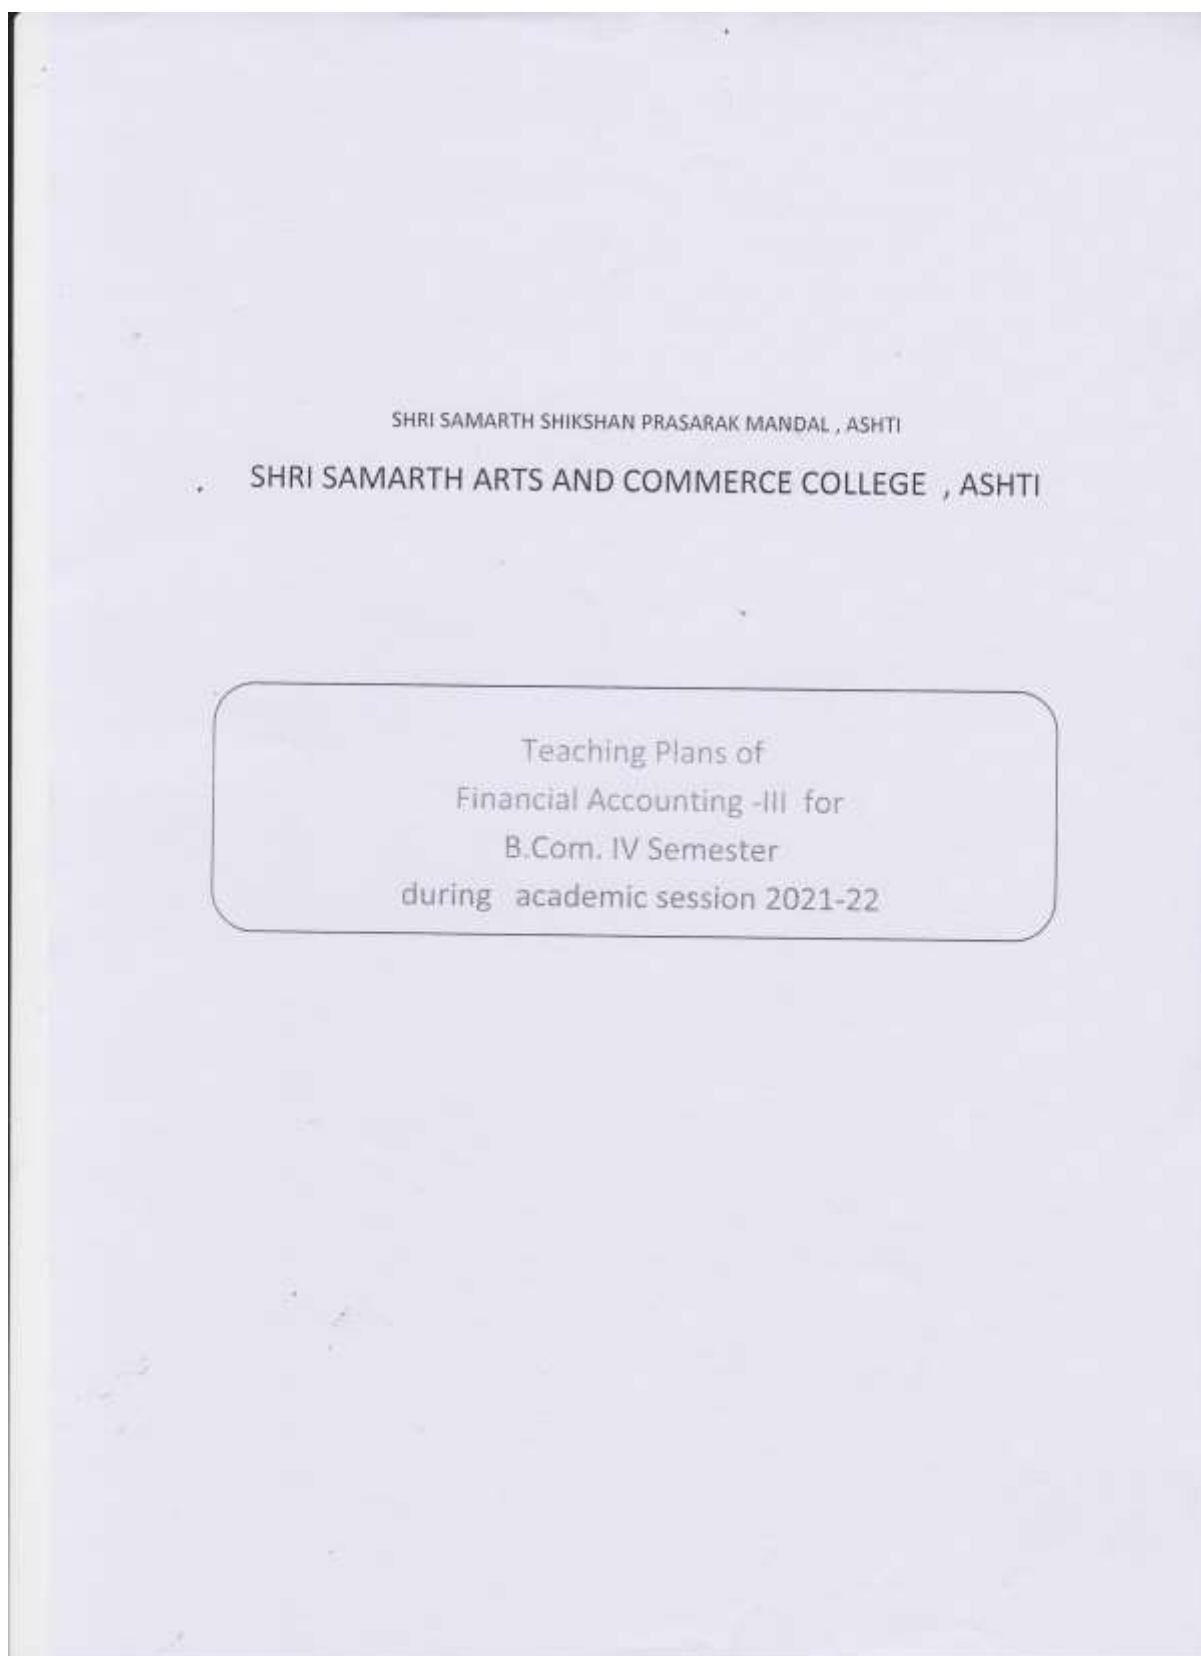 SHRI SAMARTH SHIKSHAN PRASARAK MANDAL , ASHTI
SHRI SAMARTH ARTS AND COMMERCE COLLEGE , ASHTI
Teaching Plans of
Financial Accounting -III for
B.Com. IV Semester
during academic session 2021-22